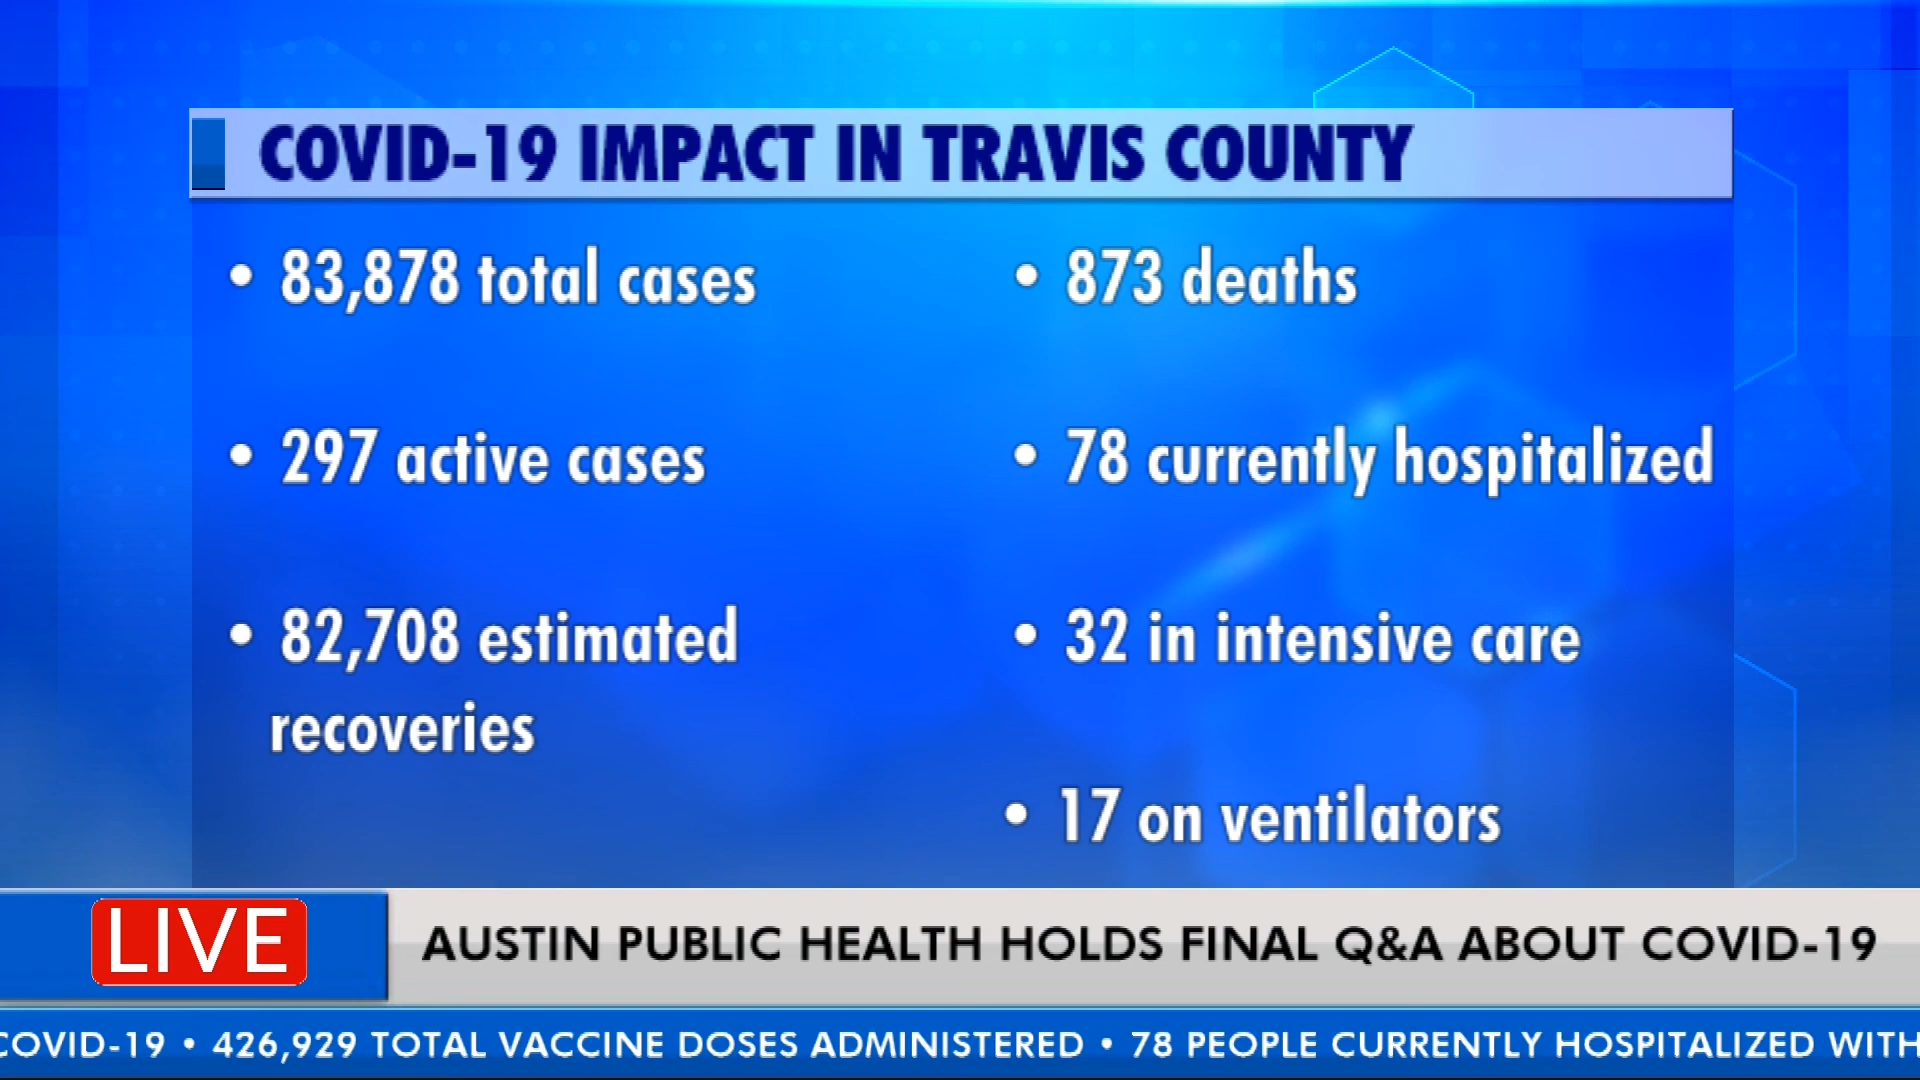 COVID-19 IMPACT IN TRAVIS COUNTY
• 83,878 total cases
• 297 active cases
• 82,708 estimated
recoveries
• 873 deaths
• 78 currently hospitalized
• 32 in intensive care
• 17 on ventilators
LIVE
AUSTIN PUBLIC HEALTH HOLDS FINAL Q&A ABOUT COVID-19
COVID-19 • 426,929 TOTAL VACCINE DOSES ADMINISTERED • 78 PEOPLE CURRENTLY HOSPITALIZED WITH